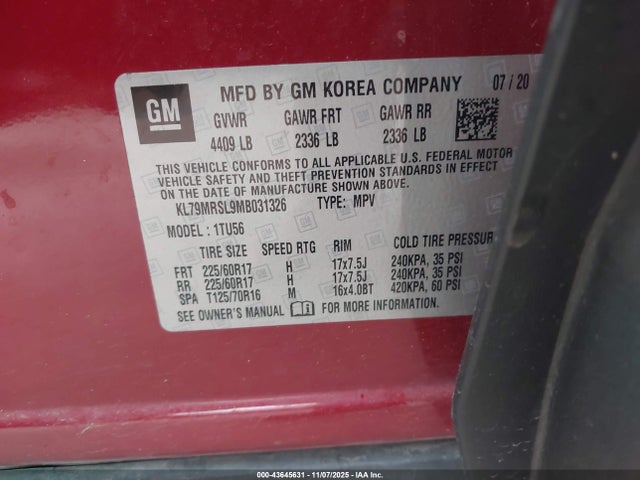 GM MFD BY GM KOREA COMPANY 07 / 20
GVWR GAWR FRT GAWR RR
4409 LB 2336 LB 2336 LB
THIS VEHICLE CONFORMS TO ALL APPLICABLE U.S. FEDERAL MOTOR
VEHICLE SAFETY AND THEFT PREVENTION STANDARDS IN EFFECT
ON THE DATE OF MANUFACTURE SHOWN ABOVE.
KL79MRSL9MB031326 TYPE: MPV
MODEL : 1TU56
TIRE SIZE SPEED RTG RIM COLD TIRE PRESSUR
FRT 225/60R17 H 17x7.5J 240KPA, 35 PSI
RR 225/60R17 H 17x7.5J 240KPA, 35 PSI
SPA T125/70R16 M 16x4.0BT 420KPA, 60 PSI
SEE OWNER'S MANUAL FOR MORE INFORMATION.
000-43645631 - 11/07/2025 - IAA Inc.